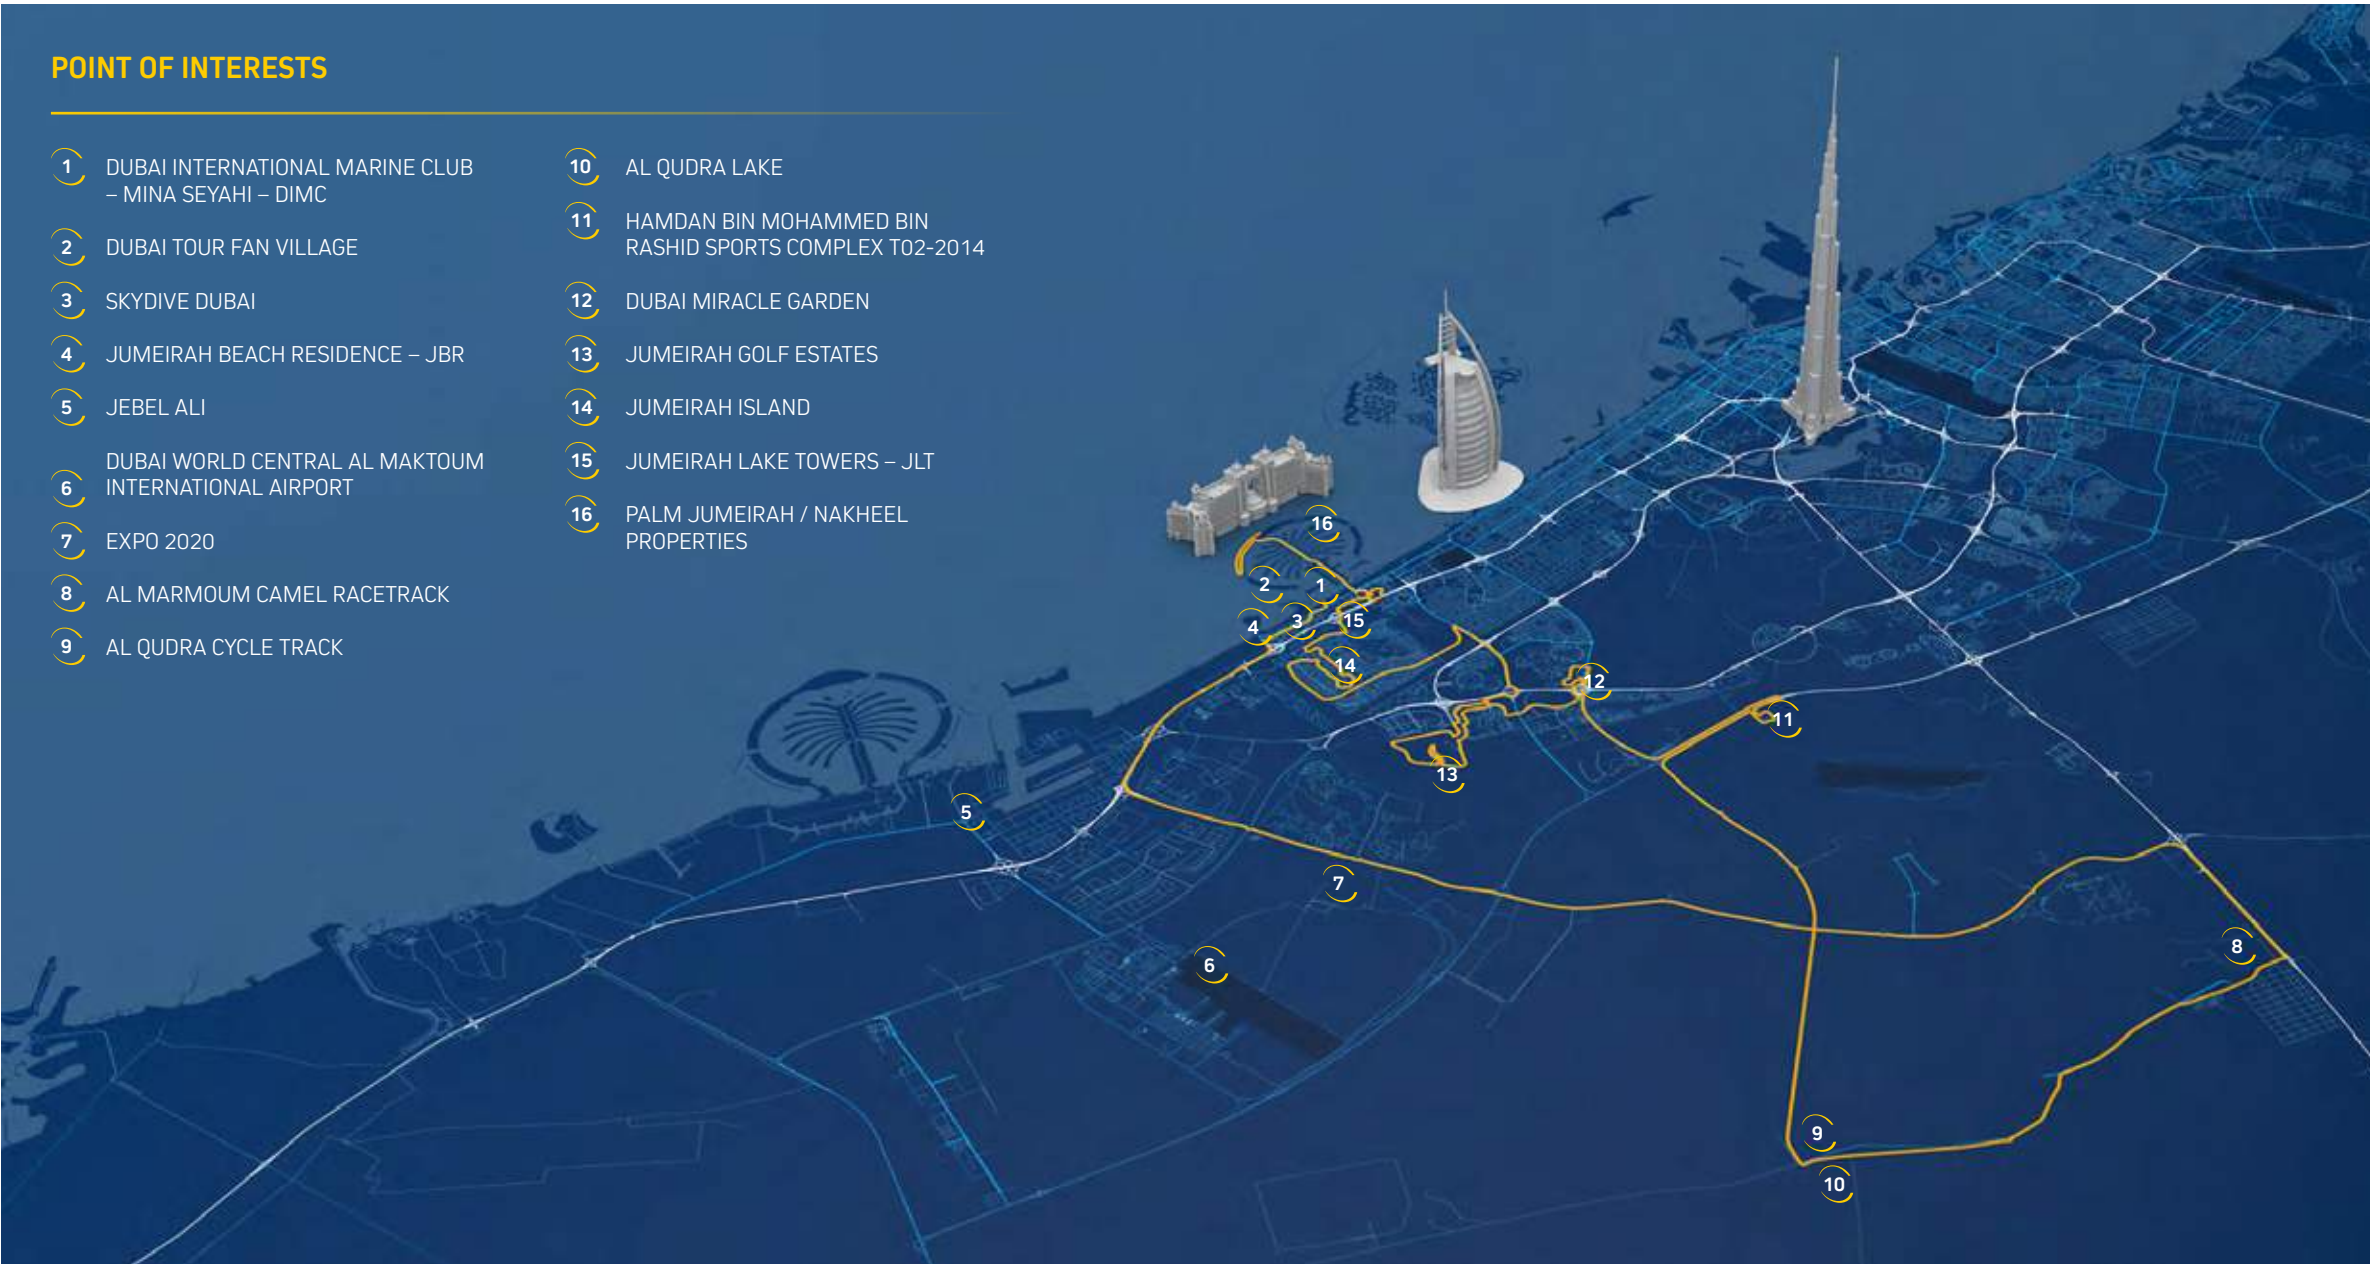 POINT OF INTERESTS
1 DUBAI INTERNATIONAL MARINE CLUB
– MINA SEYAHI – DIMC
2 DUBAI TOUR FAN VILLAGE
3 SKYDIVE DUBAI
4 JUMEIRAH BEACH RESIDENCE – JBR
5 JEBEL ALI
DUBAI WORLD CENTRAL AL MAKTOUM
6 INTERNATIONAL AIRPORT
7 EXPO 2020
8 AL MARMOUM CAMEL RACETRACK
9 AL QUDRA CYCLE TRACK
10 AL QUDRA LAKE
11 HAMDAN BIN MOHAMMED BIN
RASHID SPORTS COMPLEX T02-2014
12 DUBAI MIRACLE GARDEN
13 JUMEIRAH GOLF ESTATES
14 JUMEIRAH ISLAND
15 JUMEIRAH LAKE TOWERS – JLT
16 PALM JUMEIRAH / NAKHEEL
PROPERTIES
16
2
1
4
3
15
14
12
11
13
5
7
6
8
9
10